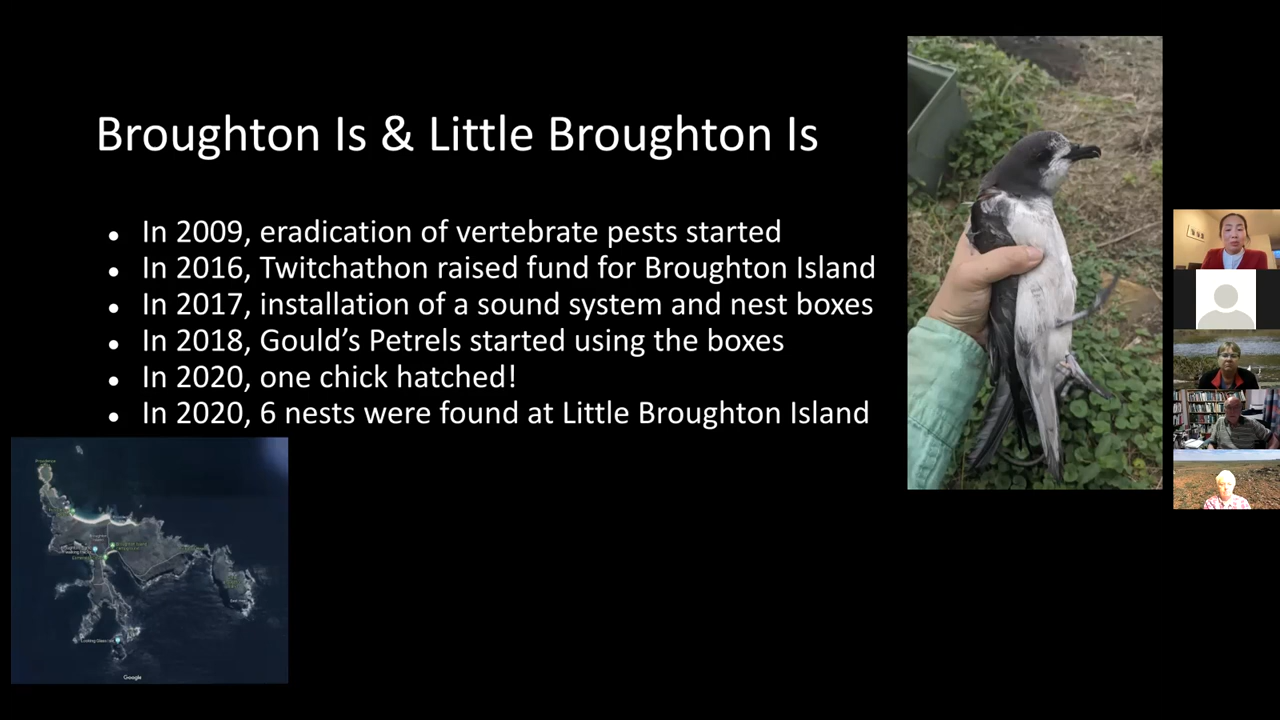 Broughton Is & Little Broughton Is
• In 2009, eradication of vertebrate pests started
• In 2016, Twitchathon raised fund for Broughton Island
• In 2017, installation of a sound system and nest boxes
• In 2018, Gould’s Petrels started using the boxes
• In 2020, one chick hatched!
• In 2020, 6 nests were found at Little Broughton Island
Google